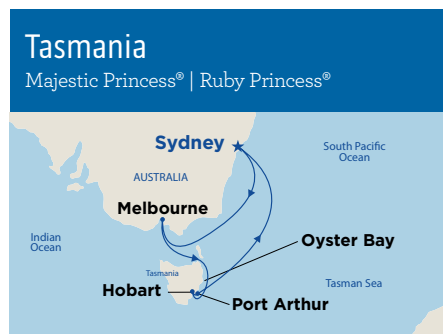 Tasmania
Majestic Princess® | Ruby Princess®
Sydney
South Pacific
Ocean
AUSTRALIA
Melbourne
Indian
Ocean
Oyster Bay
Tasmania
Tasman Sea
Hobart
Port Arthur